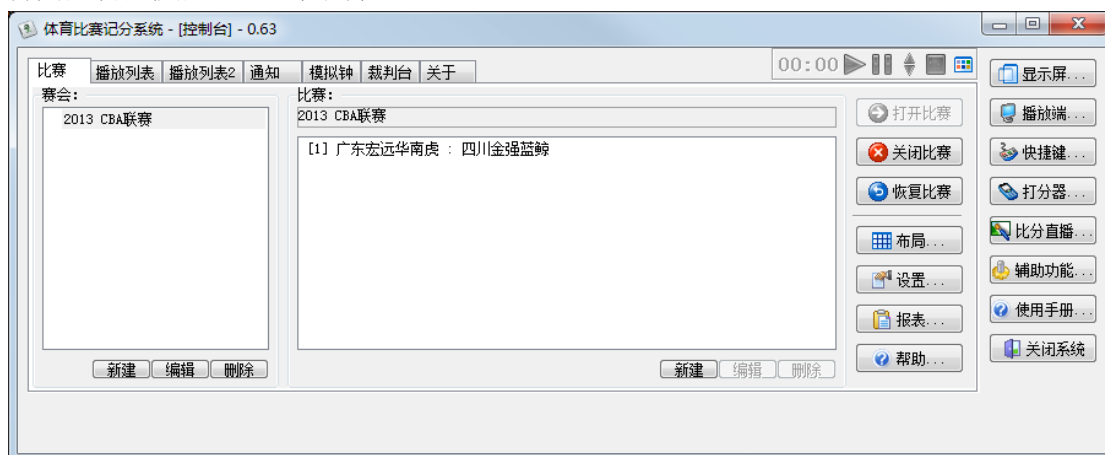 体育比赛记分系统 - [控制台] - 0.63
比赛 播放列表 播放列表2 通知 模拟钟 裁判台 关于
00:00
赛会:
2013 CBA联赛
新建 编辑 删除
比赛:
2013 CBA联赛
[1] 广东宏远华南虎 : 四川金强蓝鲸
新建 编辑 删除
打开比赛
关闭比赛
恢复比赛
布局...
设置...
报表...
帮助...
显示屏...
播放端...
快捷键...
打分器...
比分直播...
辅助功能...
使用手册...
关闭系统